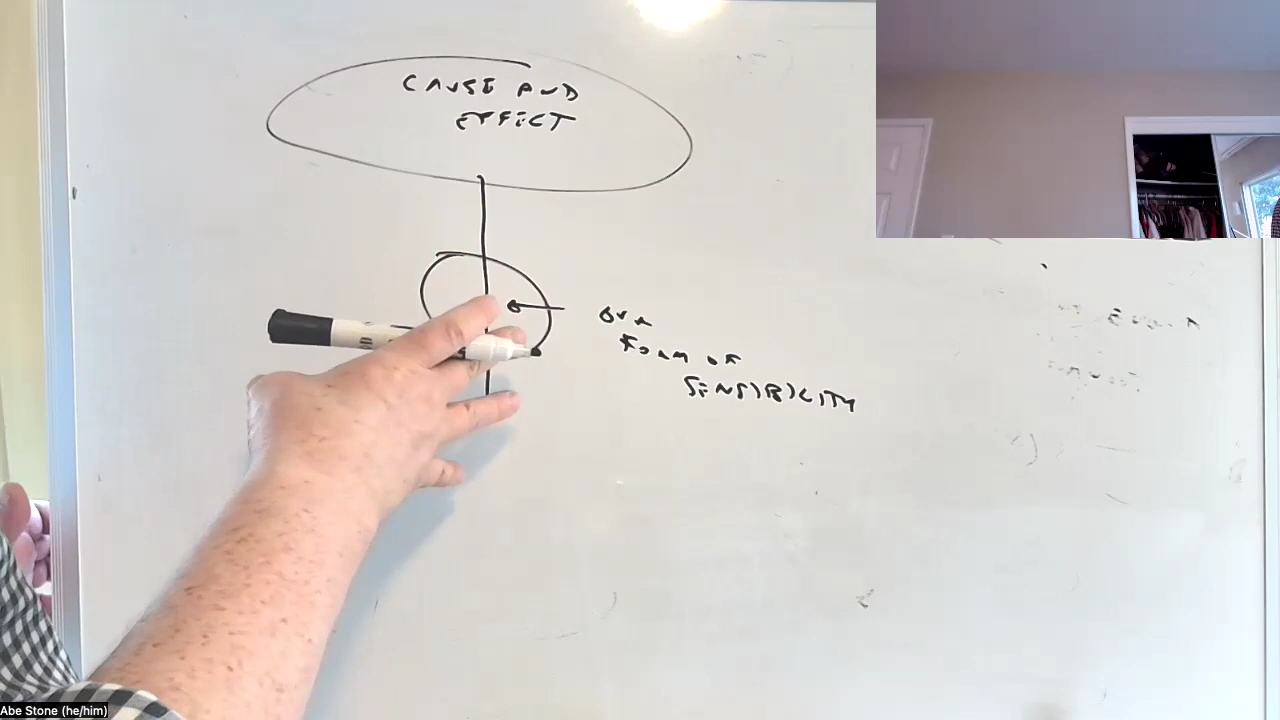 CAUSE AND
EFFECT
OUR
FORM OF
SENSIBILITY
Abe Stone (he/him)